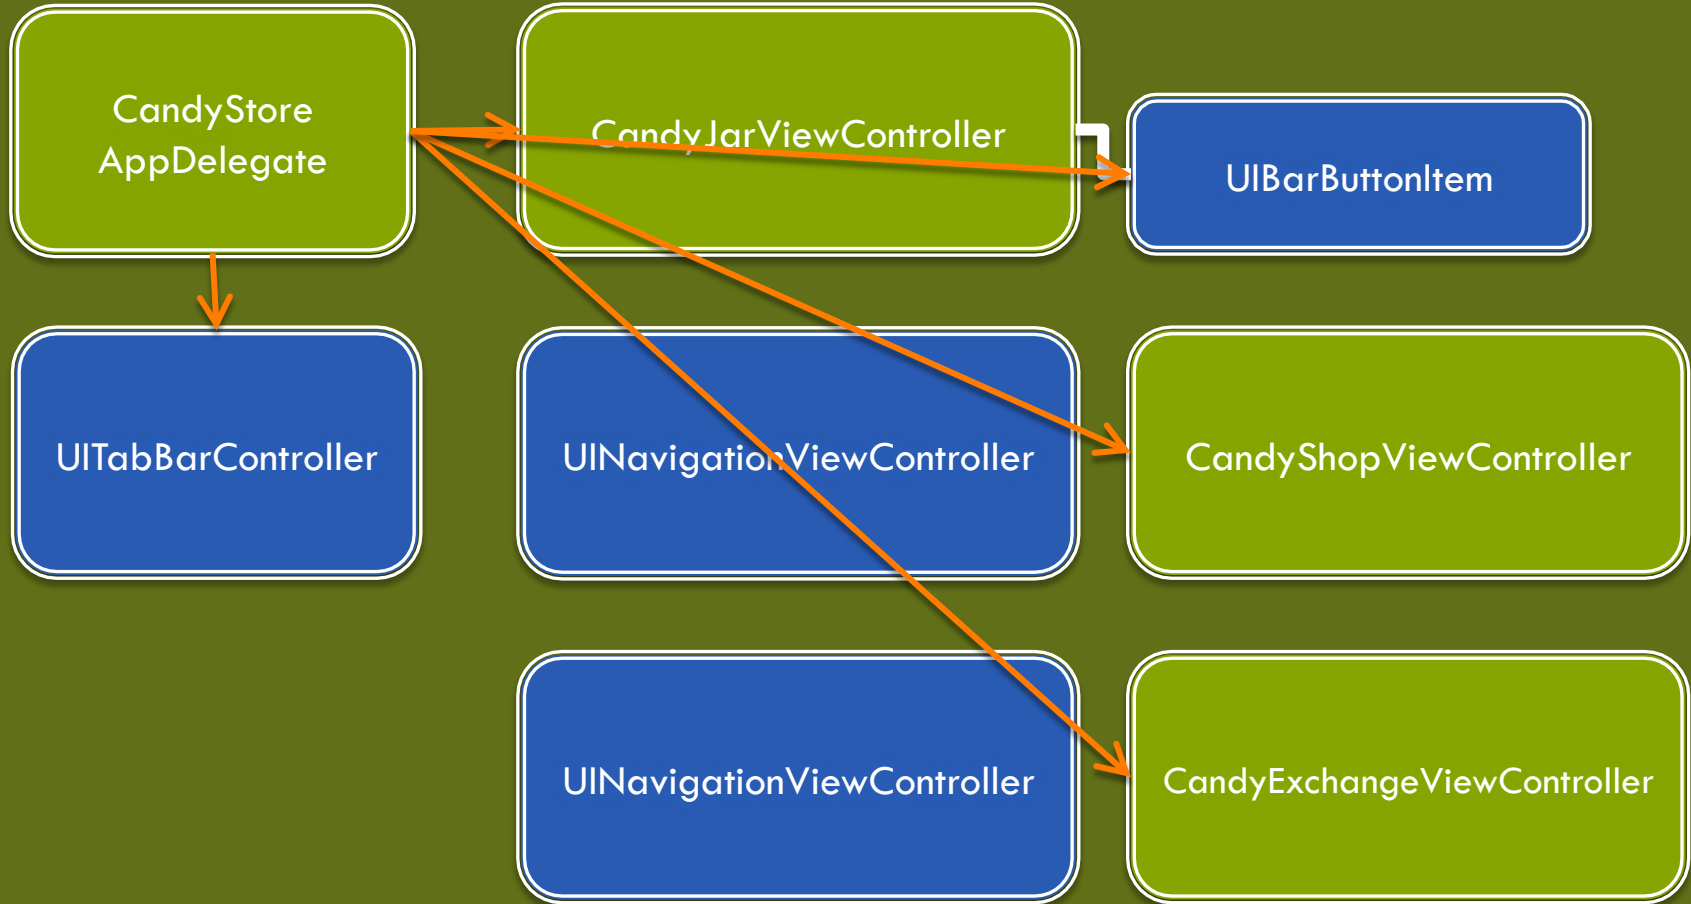 CandyStore
AppDelegate
CandyJarViewController
UIBarButtonItem
UITabBarController
UINavigationViewController
CandyShopViewController
UINavigationViewController
CandyExchangeViewController